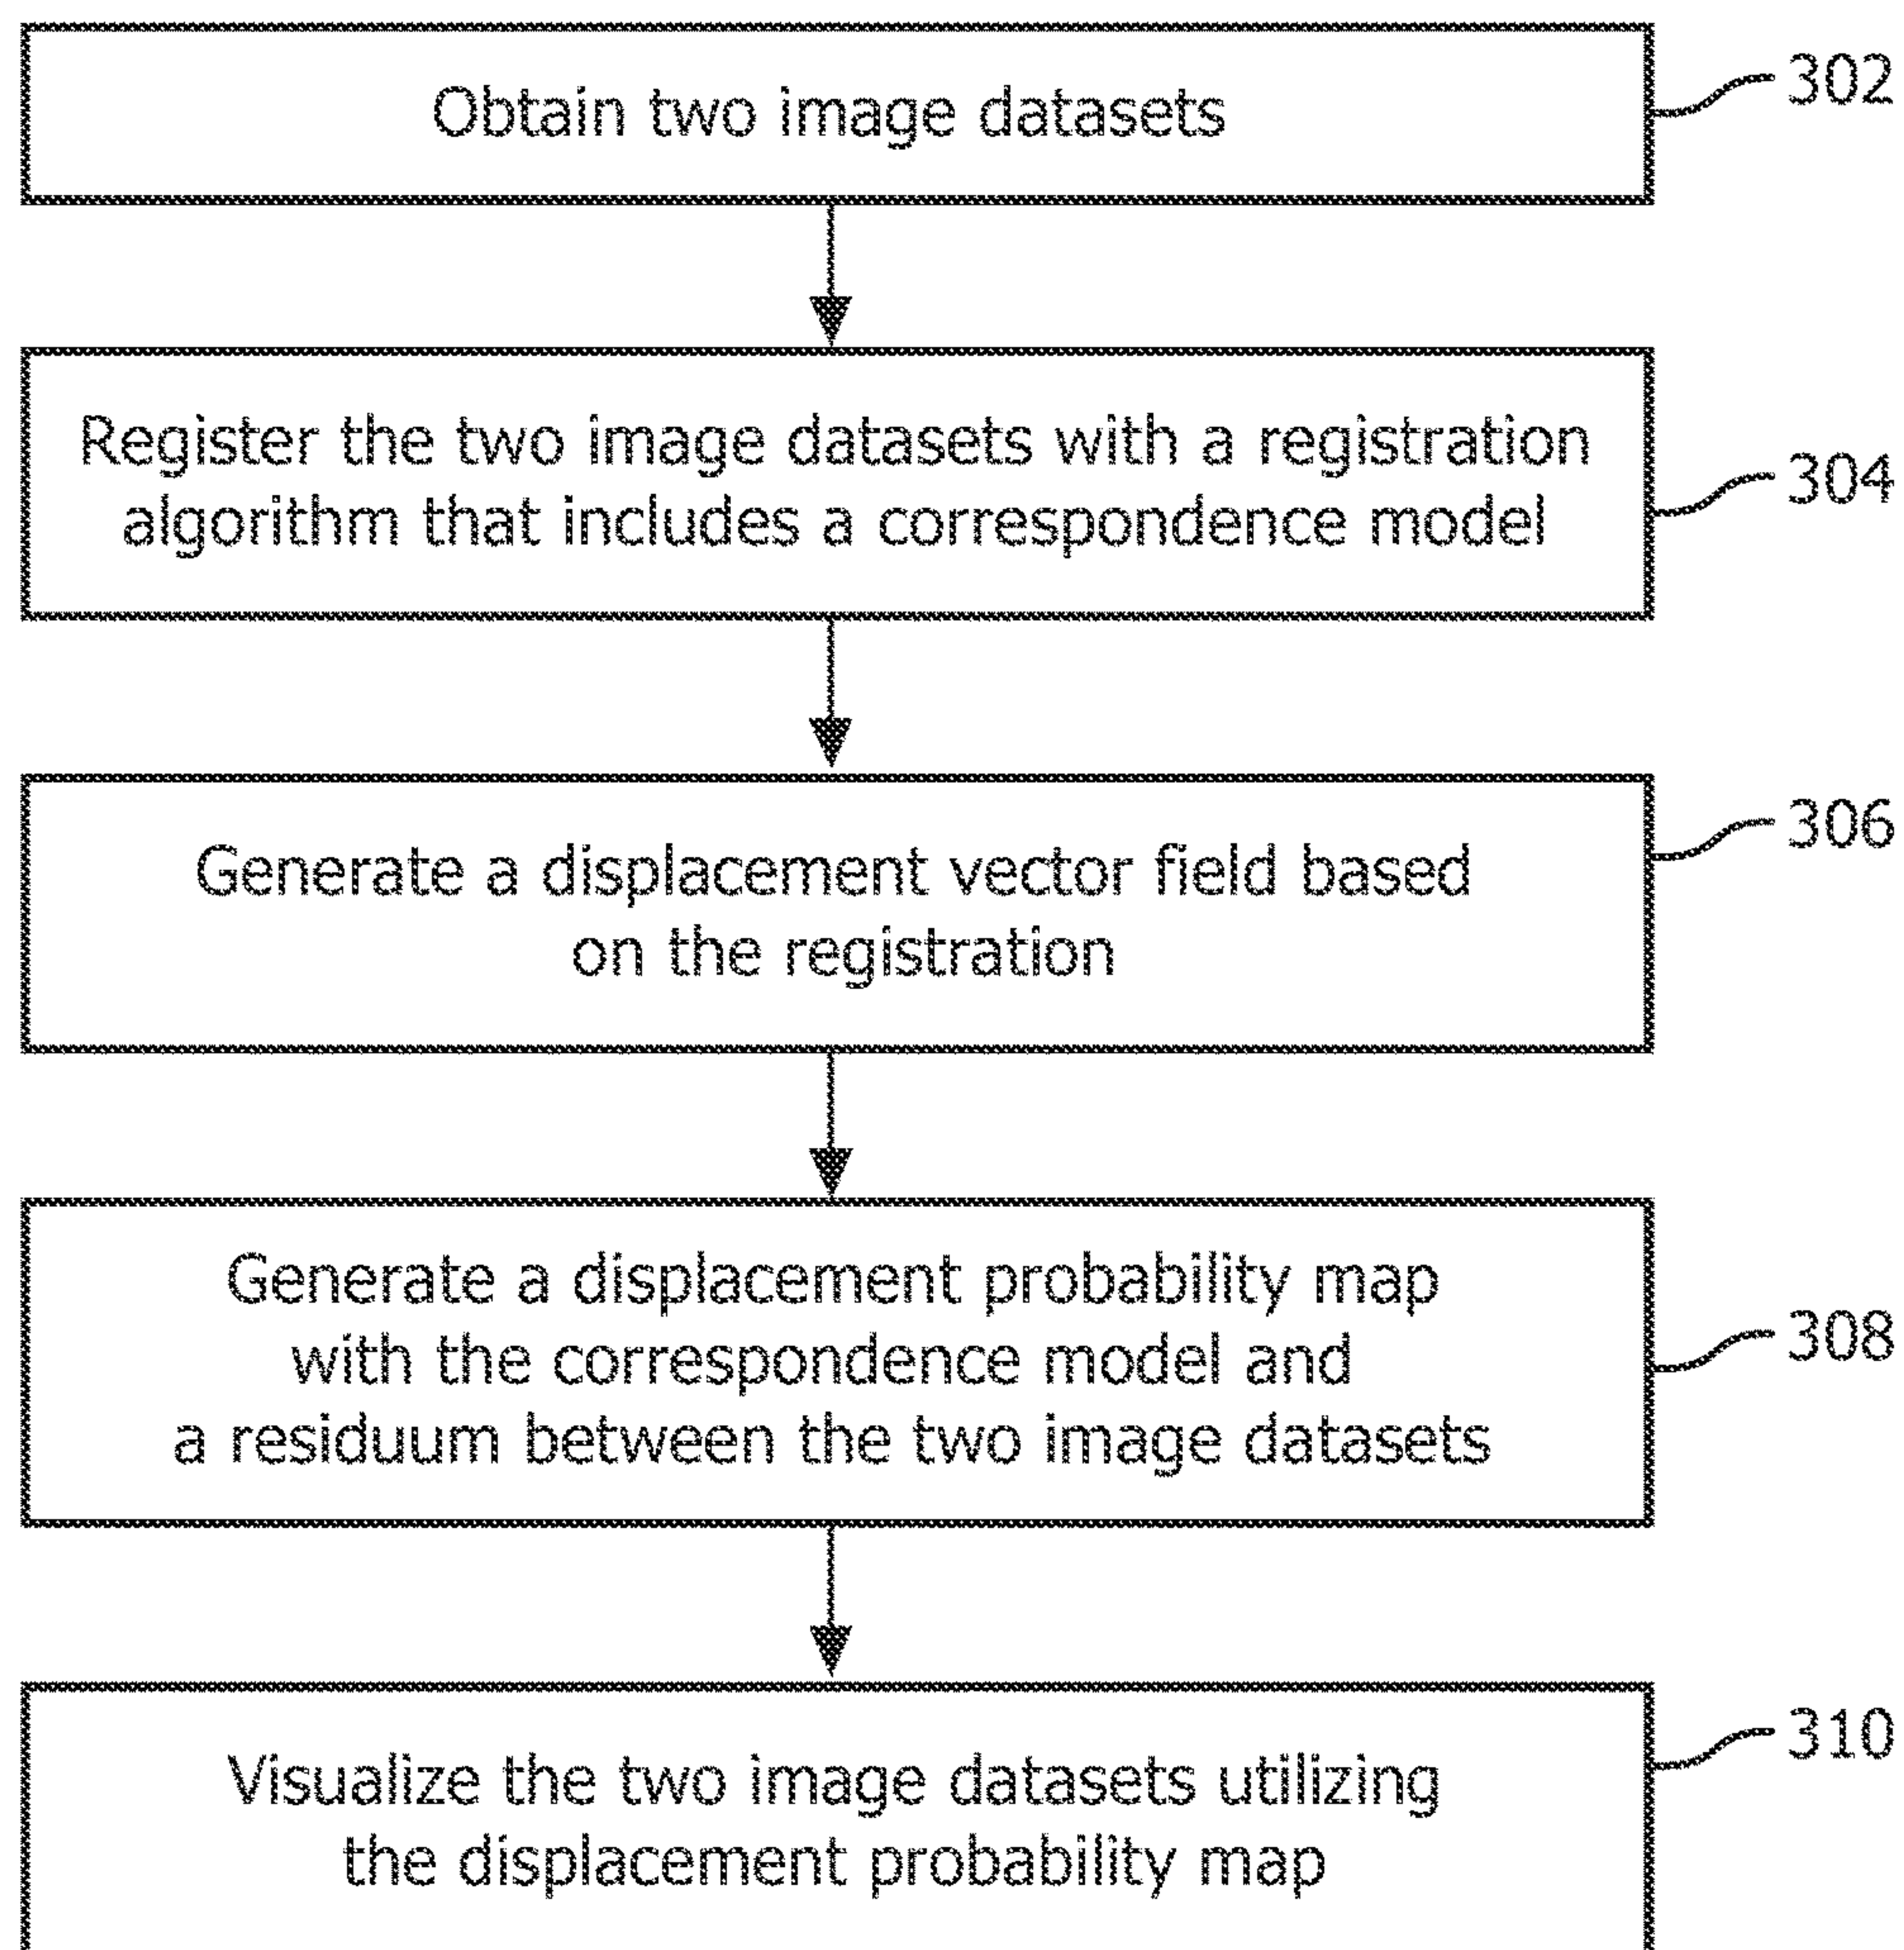 Obtain two image datasets
302
Register the two image datasets with a registration
algorithm that includes a correspondence model
304
Generate a displacement vector field based
on the registration
306
Generate a displacement probability map
with the correspondence model and
a residuum between the two image datasets
308
Visualize the two image datasets utilizing
the displacement probability map
310